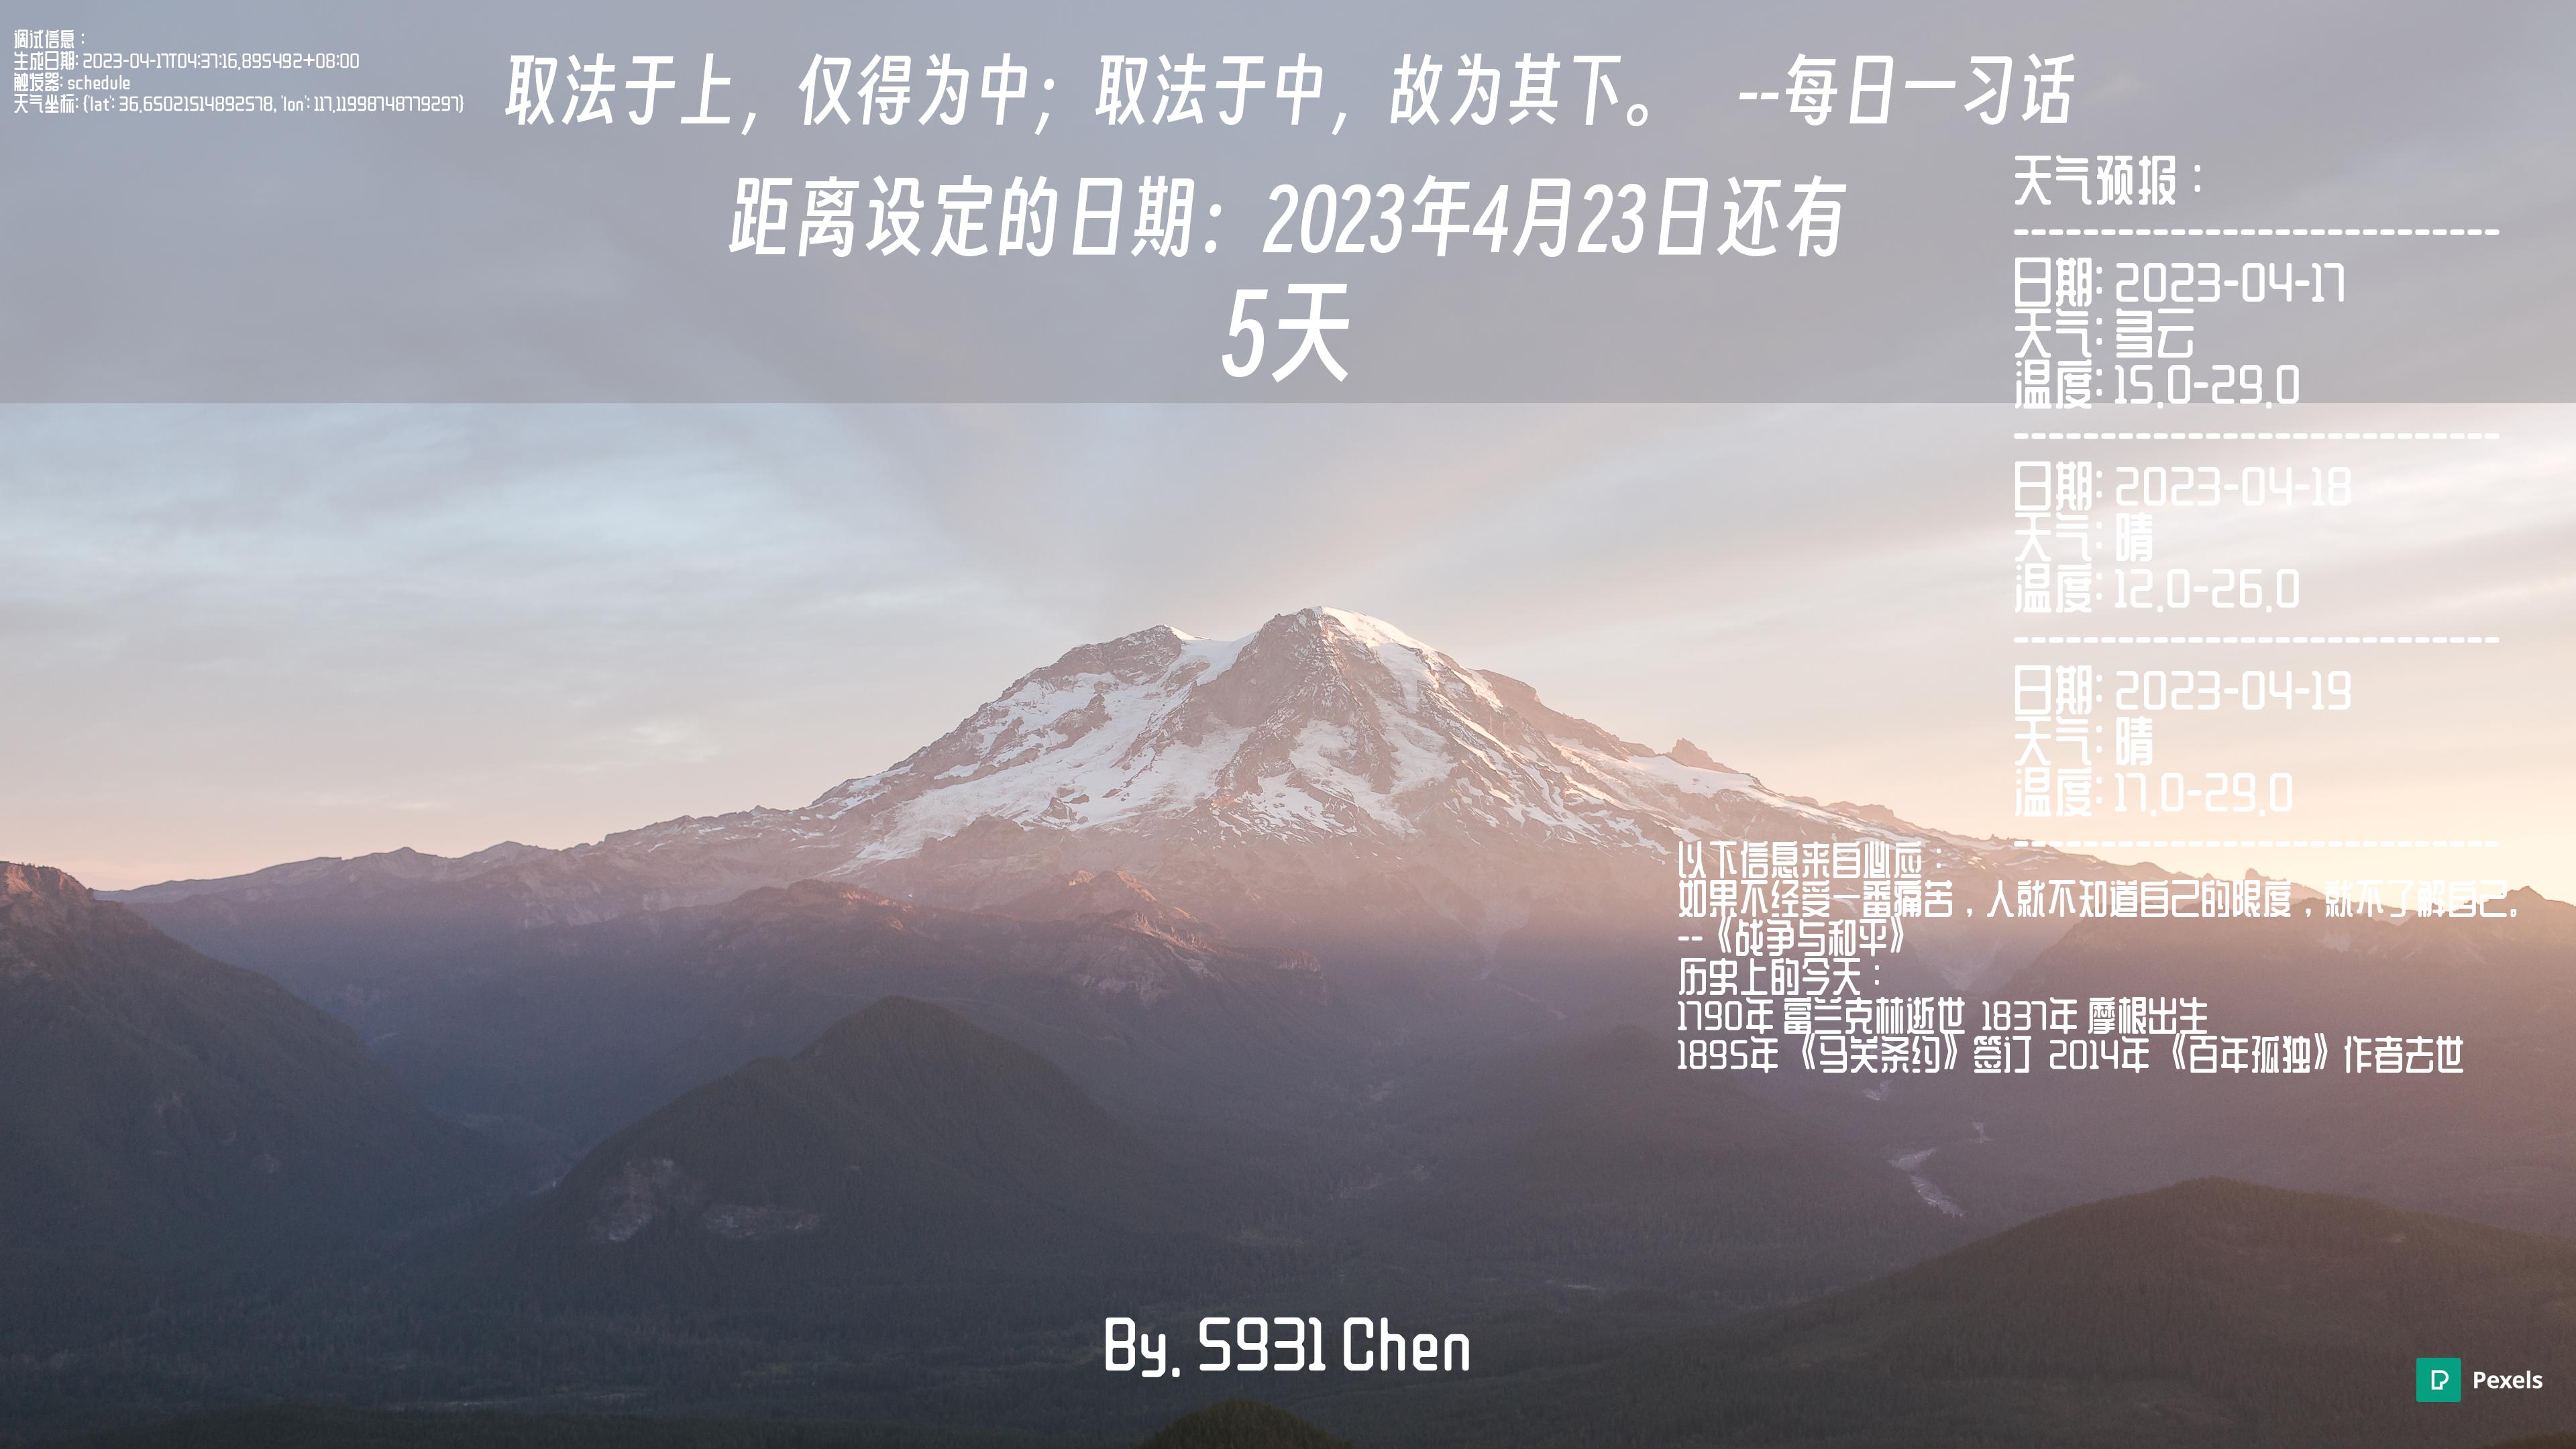 调试信息：
生成日期: 2023-04-17T04:37:16.895492+08:00
触发器: schedule
天气坐标: {'lat': 36.65021514892578, 'lon': 117.11998748779297}
取法于上，仅得为中；取法于中，故为其下。 --每日一习话
距离设定的日期：2023年4月23日还有
5天
天气预报：
----------------------------
日期: 2023-04-17
天气: 多云
温度: 15.0-29.0
----------------------------
日期: 2023-04-18
天气: 晴
温度: 12.0-26.0
----------------------------
日期: 2023-04-19
天气: 晴
温度: 17.0-29.0
----------------------------
以下信息来自必应：
如果不经受一番痛苦，人就不知道自己的限度，就不了解自己。
--《战争与和平》
历史上的今天：
1790年 富兰克林逝世 1837年 摩根出生
1895年 《马关条约》签订 2014年 《百年孤独》作者去世
By. S931 Chen
Pexels